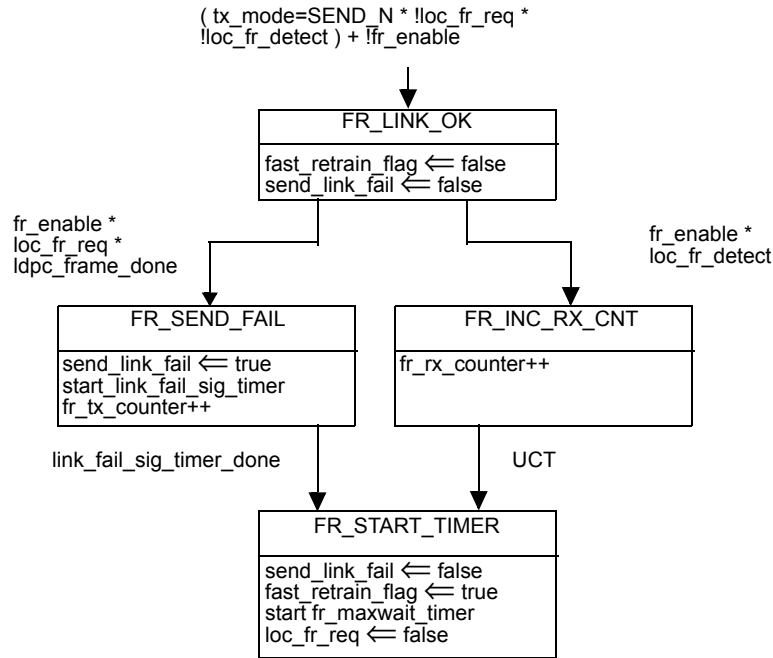 ( tx_mode=SEND_N * !loc_fr_req *
!loc_fr_detect ) + !fr_enable
FR_LINK_OK
fast_retrain_flag ⇐ false
send_link_fail ⇐ false
fr_enable *
loc_fr_req *
ldpc_frame_done
fr_enable *
loc_fr_detect
FR_SEND_FAIL
send_link_fail ⇐ true
start_link_fail_sig_timer
fr_tx_counter++
FR_INC_RX_CNT
fr_rx_counter++
link_fail_sig_timer_done
UCT
FR_START_TIMER
send_link_fail ⇐ false
fast_retrain_flag ⇐ true
start fr_maxwait_timer
loc_fr_req ⇐ false